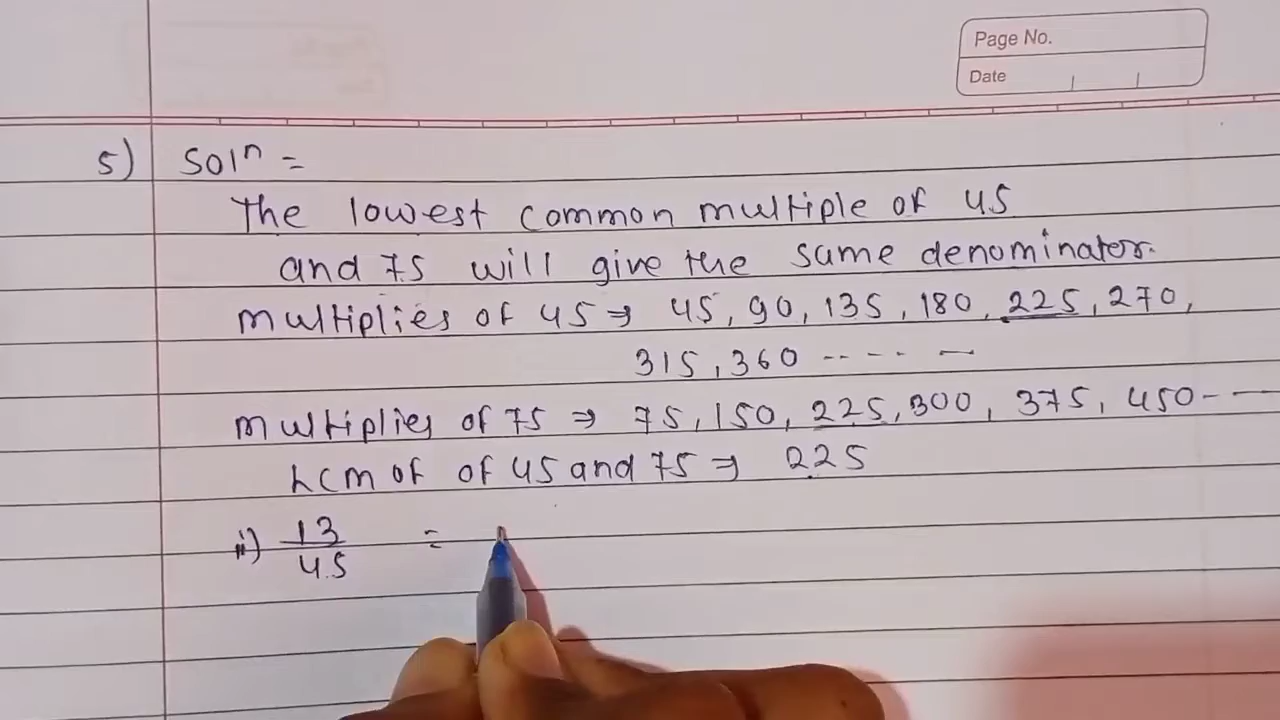 Page No.
Date
5) Solⁿ =
The lowest common multiple of 45
and 75 will give the same denominator.
multiplies of 45 ⇒ 45, 90, 135, 180, 225, 270,
315, 360 ---- -
multiplies of 75 ⇒ 75, 150, 225, 300, 375, 450- -
LCM of of 45 and 75 ⇒ 225
ii) 13/45 =